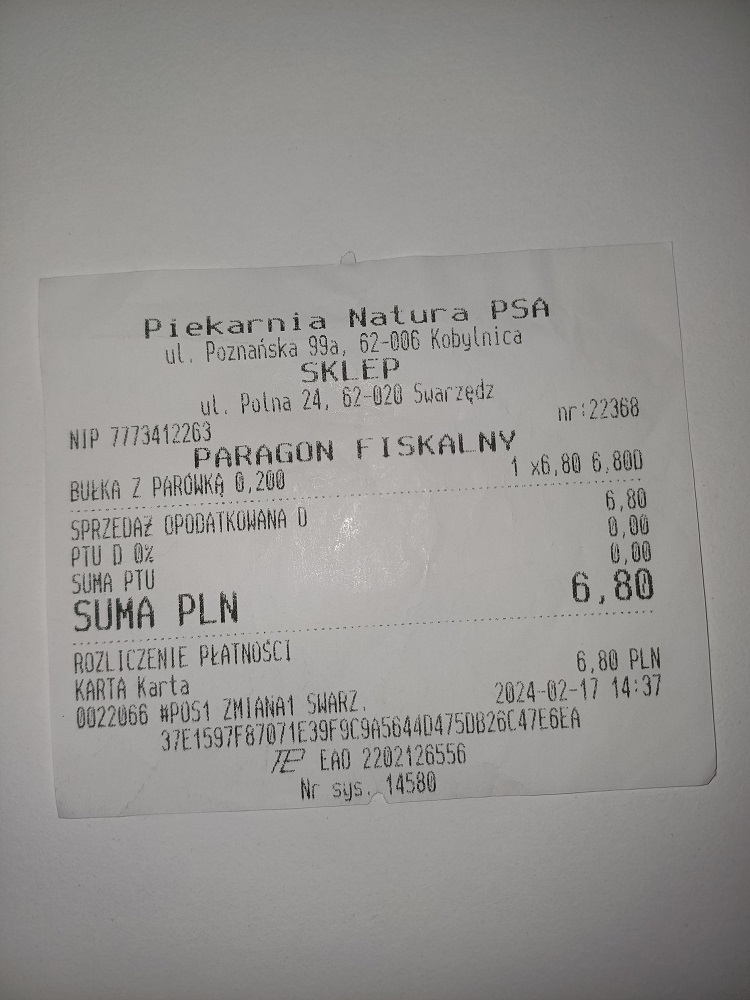 Piekarnia Natura PSA
ul. Poznańska 99a, 62-006 Kobylnica
SKLEP
ul. Polna 24, 62-020 Swarzędz
NIP 7773412263 nr:22368
PARAGON FISKALNY
BUŁKA Z PARÓWKĄ 0,200 1 x6,80 6,80D
SPRZEDAŻ OPODATKOWANA D 6,80
PTU D 0% 0,00
SUMA PTU 0,00
SUMA PLN 6,80
ROZLICZENIE PŁATNOŚCI
KARTA Karta 6,80 PLN
0022066 #POS1 ZMIANA1 SWARZ. 2024-02-17 14:37
37E1597F87071E39F9C9A5644D475DB26C47E6EA
EAO 2202126556
Nr sys. 14580